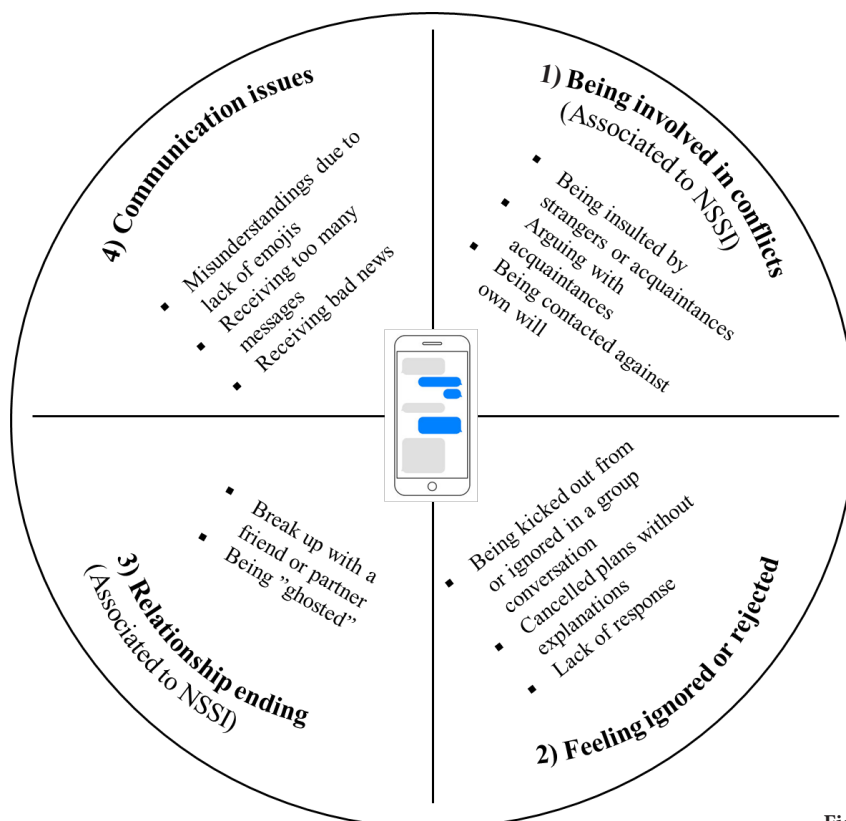 4) Communication issues
Misunderstandings due to
lack of emojis
Receiving too many
messages
Receiving bad news
1) Being involved in conflicts
(Associated to NSSI)
Being insulted by
strangers or acquaintances
Arguing with
acquaintances
Being contacted against
own will
Break up with a
friend or partner
Being ”ghosted”
3) Relationship ending
(Associated to NSSI)
Being kicked out from
or ignored in a group
conversation
Cancelled plans without
explanations
Lack of response
2) Feeling ignored or rejected